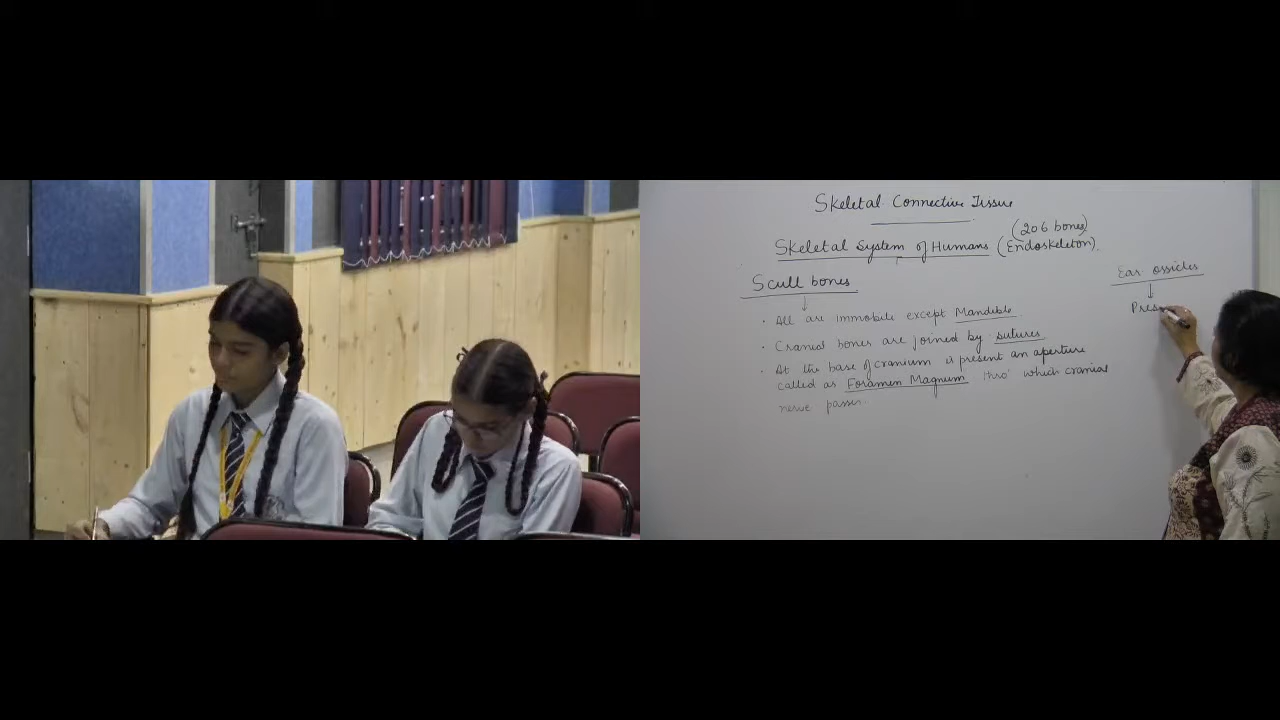 Skeletal Connective Tissue
(206 bones)
Skeletal System of Humans (Endoskeleton)
Scull bones
• All are immobile except Mandible
• Cranial bones are joined by sutures
• At the base of cranium is present an aperture
called as Foramen Magnum thro' which cranial
nerve passes.
Ear ossicles
Pres